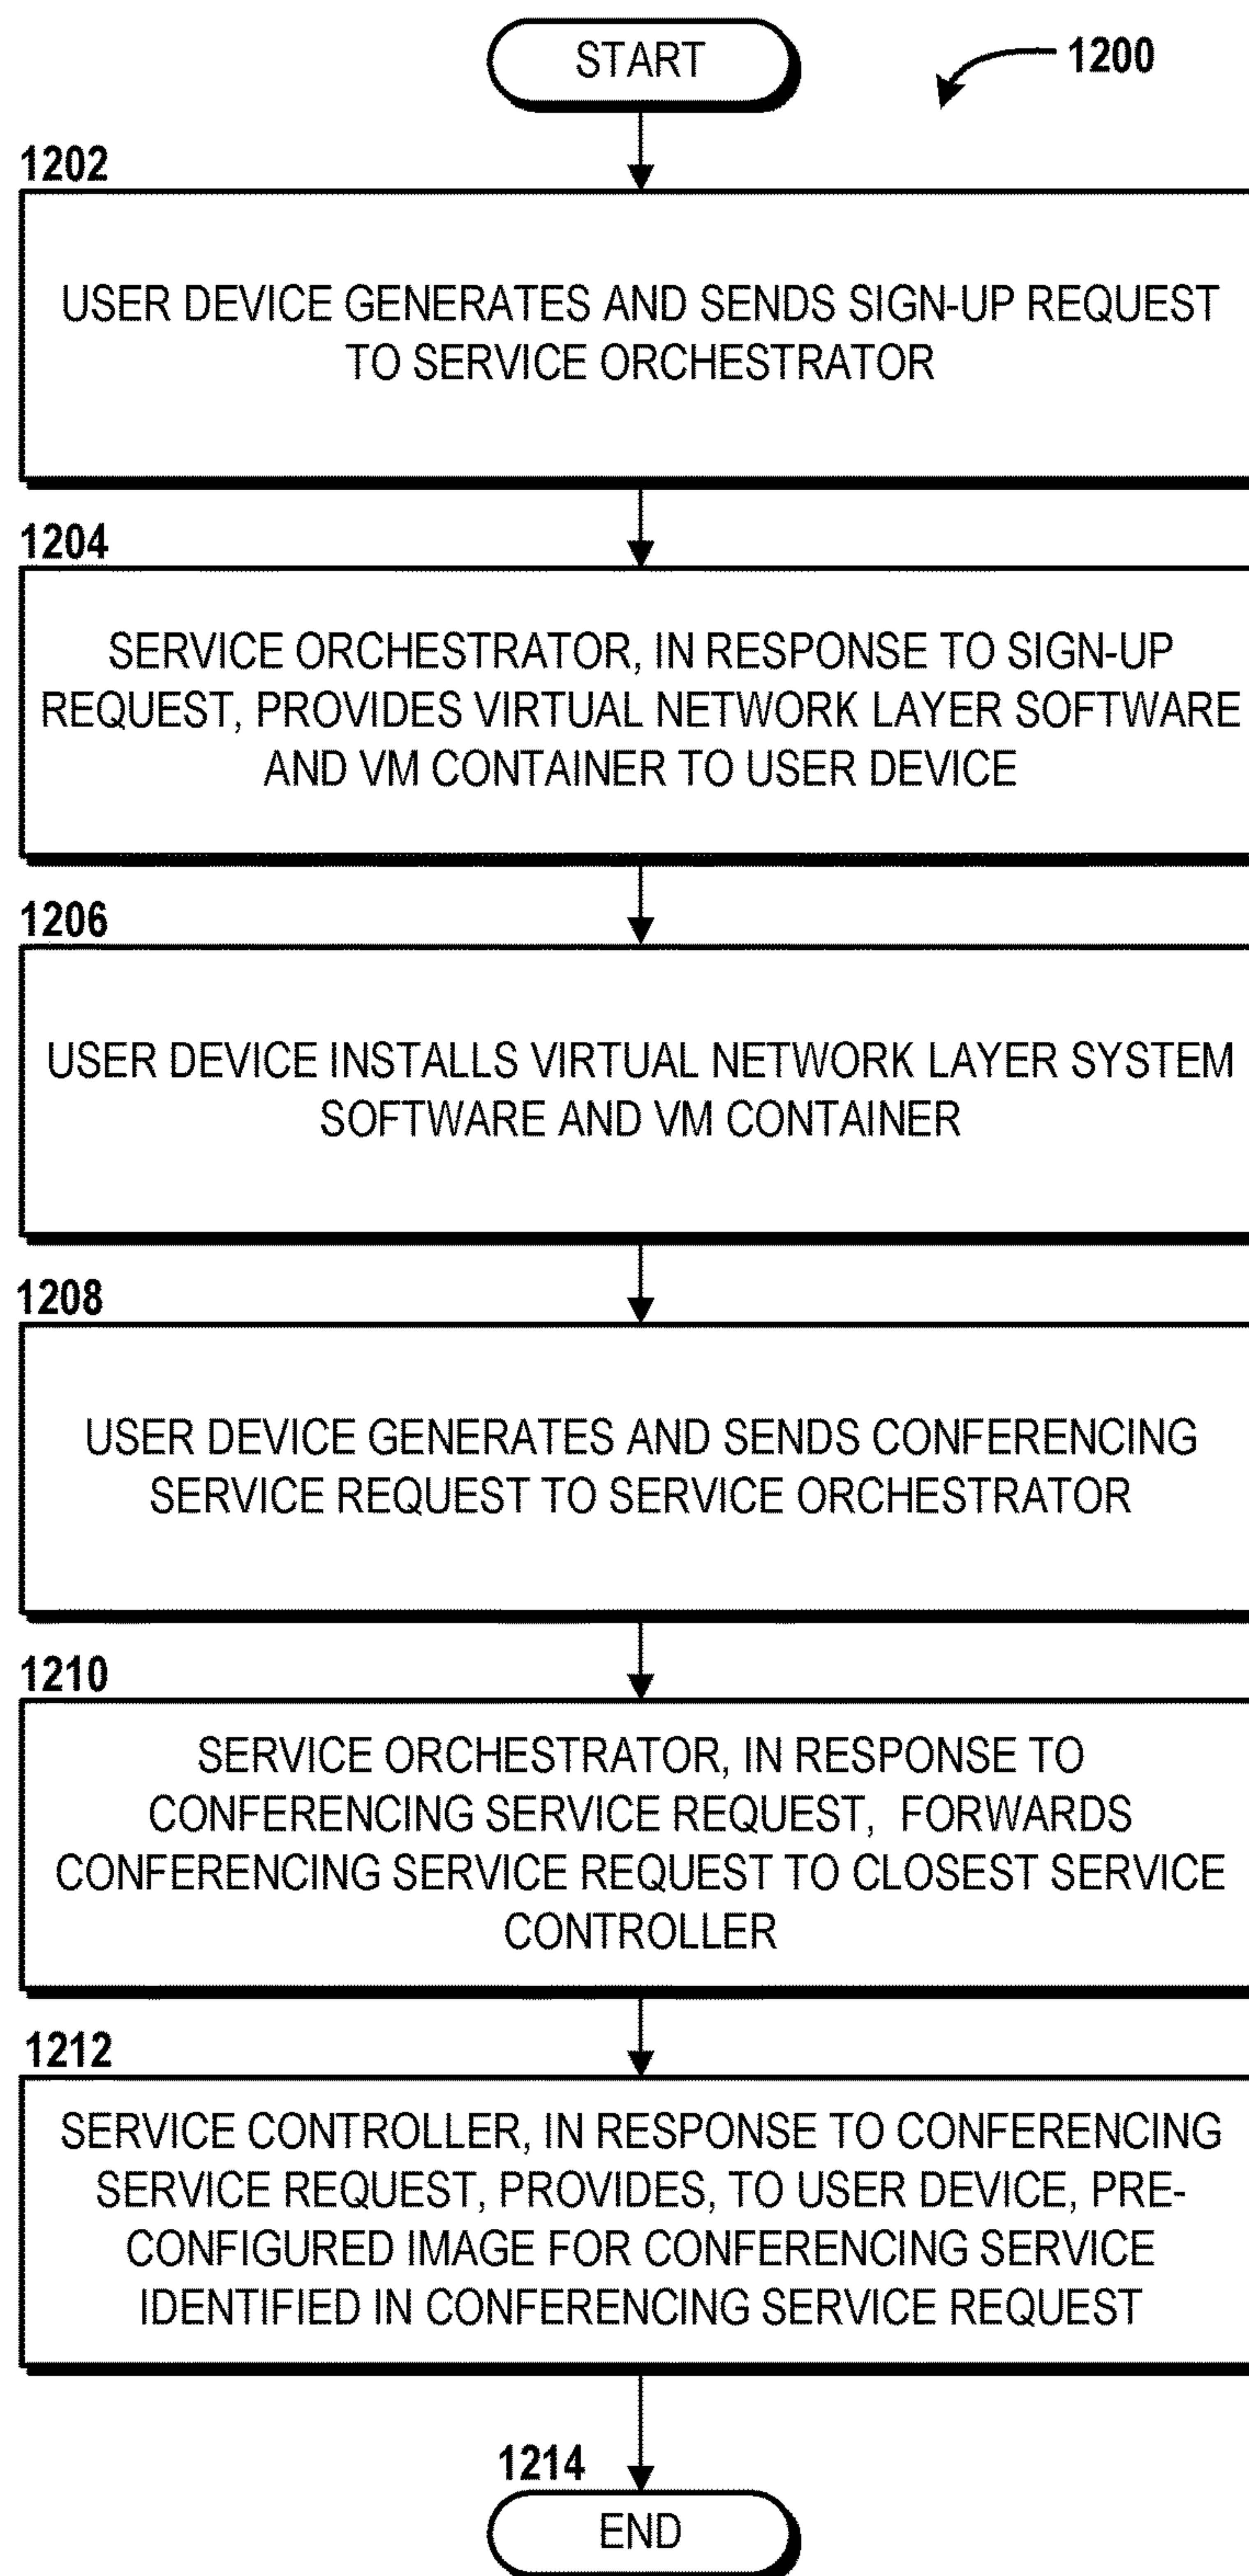 START
1200
1202
USER DEVICE GENERATES AND SENDS SIGN-UP REQUEST
TO SERVICE ORCHESTRATOR
1204
SERVICE ORCHESTRATOR, IN RESPONSE TO SIGN-UP
REQUEST, PROVIDES VIRTUAL NETWORK LAYER SOFTWARE
AND VM CONTAINER TO USER DEVICE
1206
USER DEVICE INSTALLS VIRTUAL NETWORK LAYER SYSTEM
SOFTWARE AND VM CONTAINER
1208
USER DEVICE GENERATES AND SENDS CONFERENCING
SERVICE REQUEST TO SERVICE ORCHESTRATOR
1210
SERVICE ORCHESTRATOR, IN RESPONSE TO
CONFERENCING SERVICE REQUEST, FORWARDS
CONFERENCING SERVICE REQUEST TO CLOSEST SERVICE
CONTROLLER
1212
SERVICE CONTROLLER, IN RESPONSE TO CONFERENCING
SERVICE REQUEST, PROVIDES, TO USER DEVICE, PRE-
CONFIGURED IMAGE FOR CONFERENCING SERVICE
IDENTIFIED IN CONFERENCING SERVICE REQUEST
1214
END